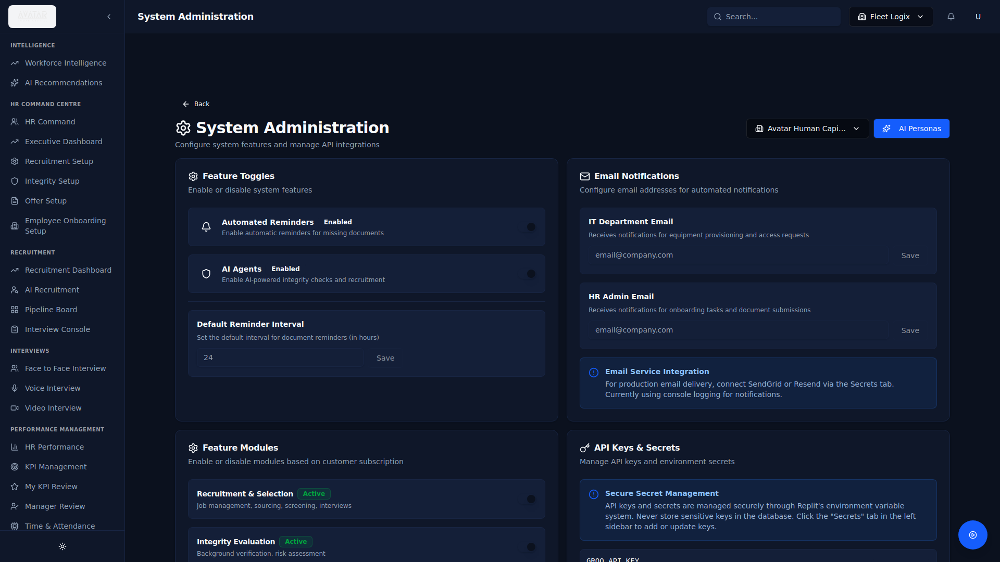 AVATAR
System Administration
Search...
Fleet Logix
U
INTELLIGENCE
Workforce Intelligence
AI Recommendations
HR COMMAND CENTRE
HR Command
Executive Dashboard
Recruitment Setup
Integrity Setup
Offer Setup
Employee Onboarding
Setup
RECRUITMENT
Recruitment Dashboard
AI Recruitment
Pipeline Board
Interview Console
INTERVIEWS
Face to Face Interview
Voice Interview
Video Interview
PERFORMANCE MANAGEMENT
HR Performance
KPI Management
My KPI Review
Manager Review
Time & Attendance
Back
System Administration
Configure system features and manage API integrations
Avatar Human Capi...
AI Personas
Feature Toggles
Enable or disable system features
Automated Reminders Enabled
Enable automatic reminders for missing documents
AI Agents Enabled
Enable AI-powered integrity checks and recruitment
Default Reminder Interval
Set the default interval for document reminders (in hours)
24 Save
Email Notifications
Configure email addresses for automated notifications
IT Department Email
Receives notifications for equipment provisioning and access requests
email@company.com Save
HR Admin Email
Receives notifications for onboarding tasks and document submissions
email@company.com Save
Email Service Integration
For production email delivery, connect SendGrid or Resend via the Secrets tab.
Currently using console logging for notifications.
Feature Modules
Enable or disable modules based on customer subscription
Recruitment & Selection Active
Job management, sourcing, screening, interviews
Integrity Evaluation Active
Background verification, risk assessment
API Keys & Secrets
Manage API keys and environment secrets
Secure Secret Management
API keys and secrets are managed securely through Replit's environment variable
system. Never store sensitive keys in the database. Click the "Secrets" tab in the left
sidebar to add or update keys.
GROQ_API_KEY